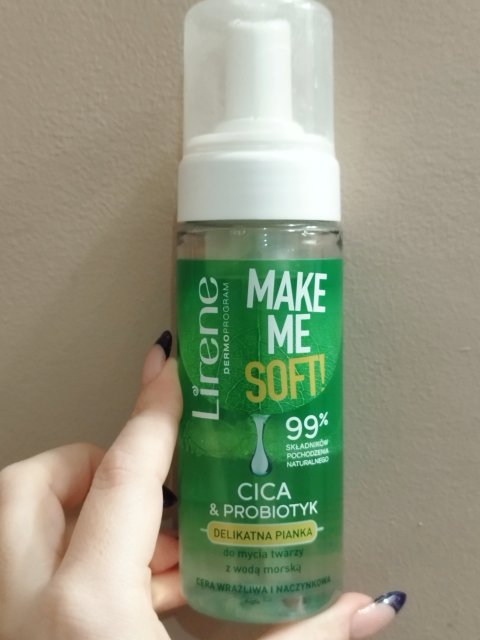 Lirene
DERMOPROGRAM
MAKE
ME
SOFT!
99%
SKŁADNIKÓW
POCHODZENIA
NATURALNEGO
CICA
& PROBIOTYK
DELIKATNA PIANKA
do mycia twarzy
z wodą morską
CERA WRAŻLIWA I NACZYNKOWA